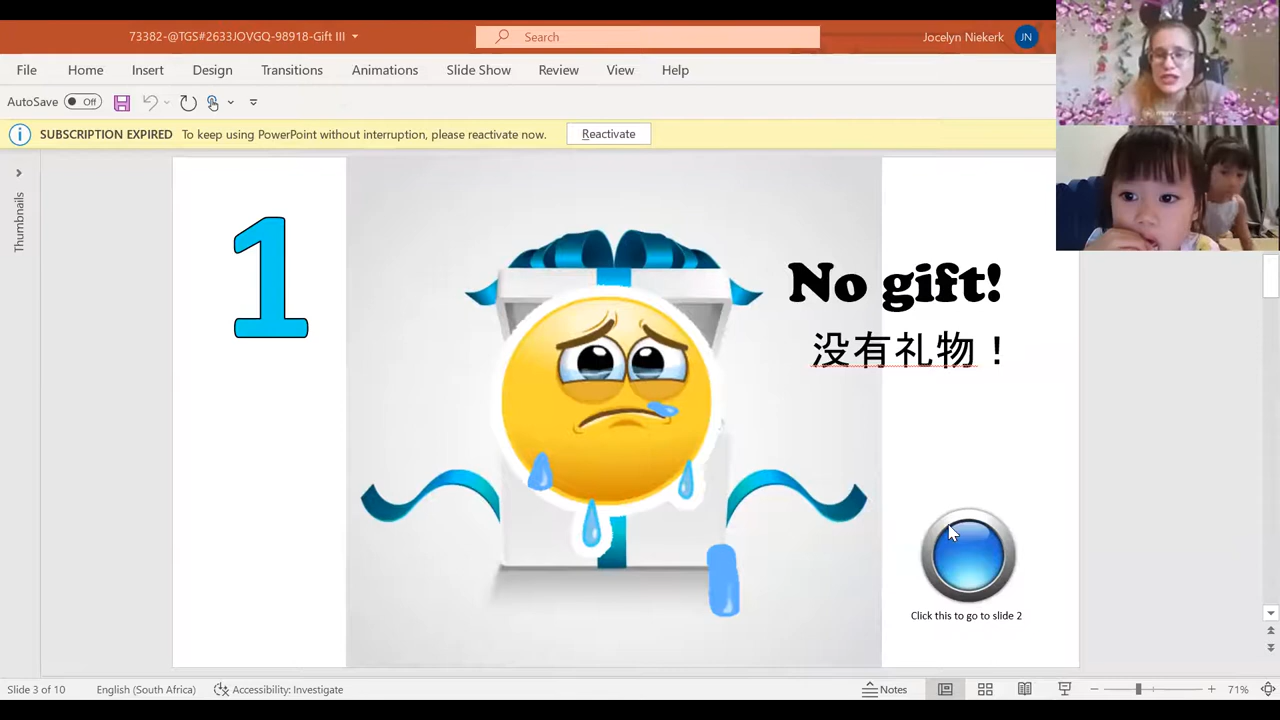 73382-@TGS#2633JOVGQ-98918-Gift III
Search
Jocelyn Niekerk
JN
File Home Insert Design Transitions Animations Slide Show Review View Help
AutoSave Off
SUBSCRIPTION EXPIRED To keep using PowerPoint without interruption, please reactivate now. Reactivate
Thumbnails
1
No gift!
没有礼物！
Click this to go to slide 2
Slide 3 of 10 English (South Africa) Accessibility: Investigate Notes 71%